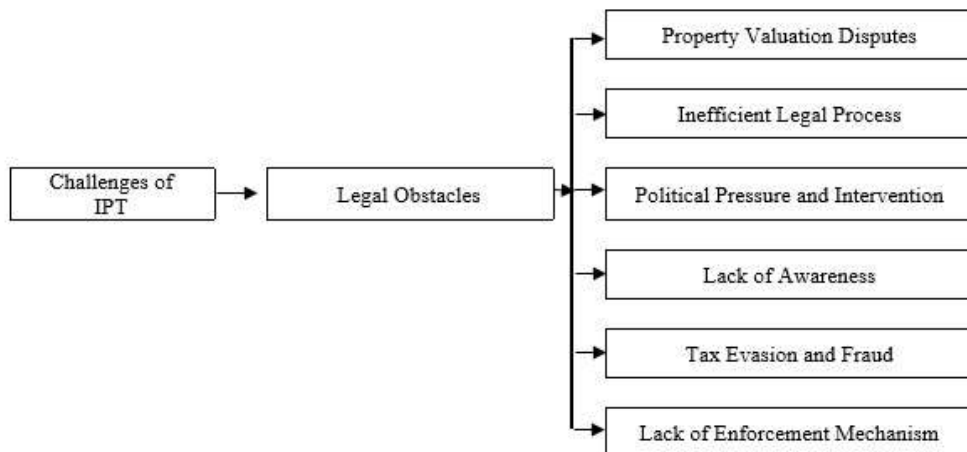 Challenges of
IPT
Legal Obstacles
Property Valuation Disputes
Inefficient Legal Process
Political Pressure and Intervention
Lack of Awareness
Tax Evasion and Fraud
Lack of Enforcement Mechanism